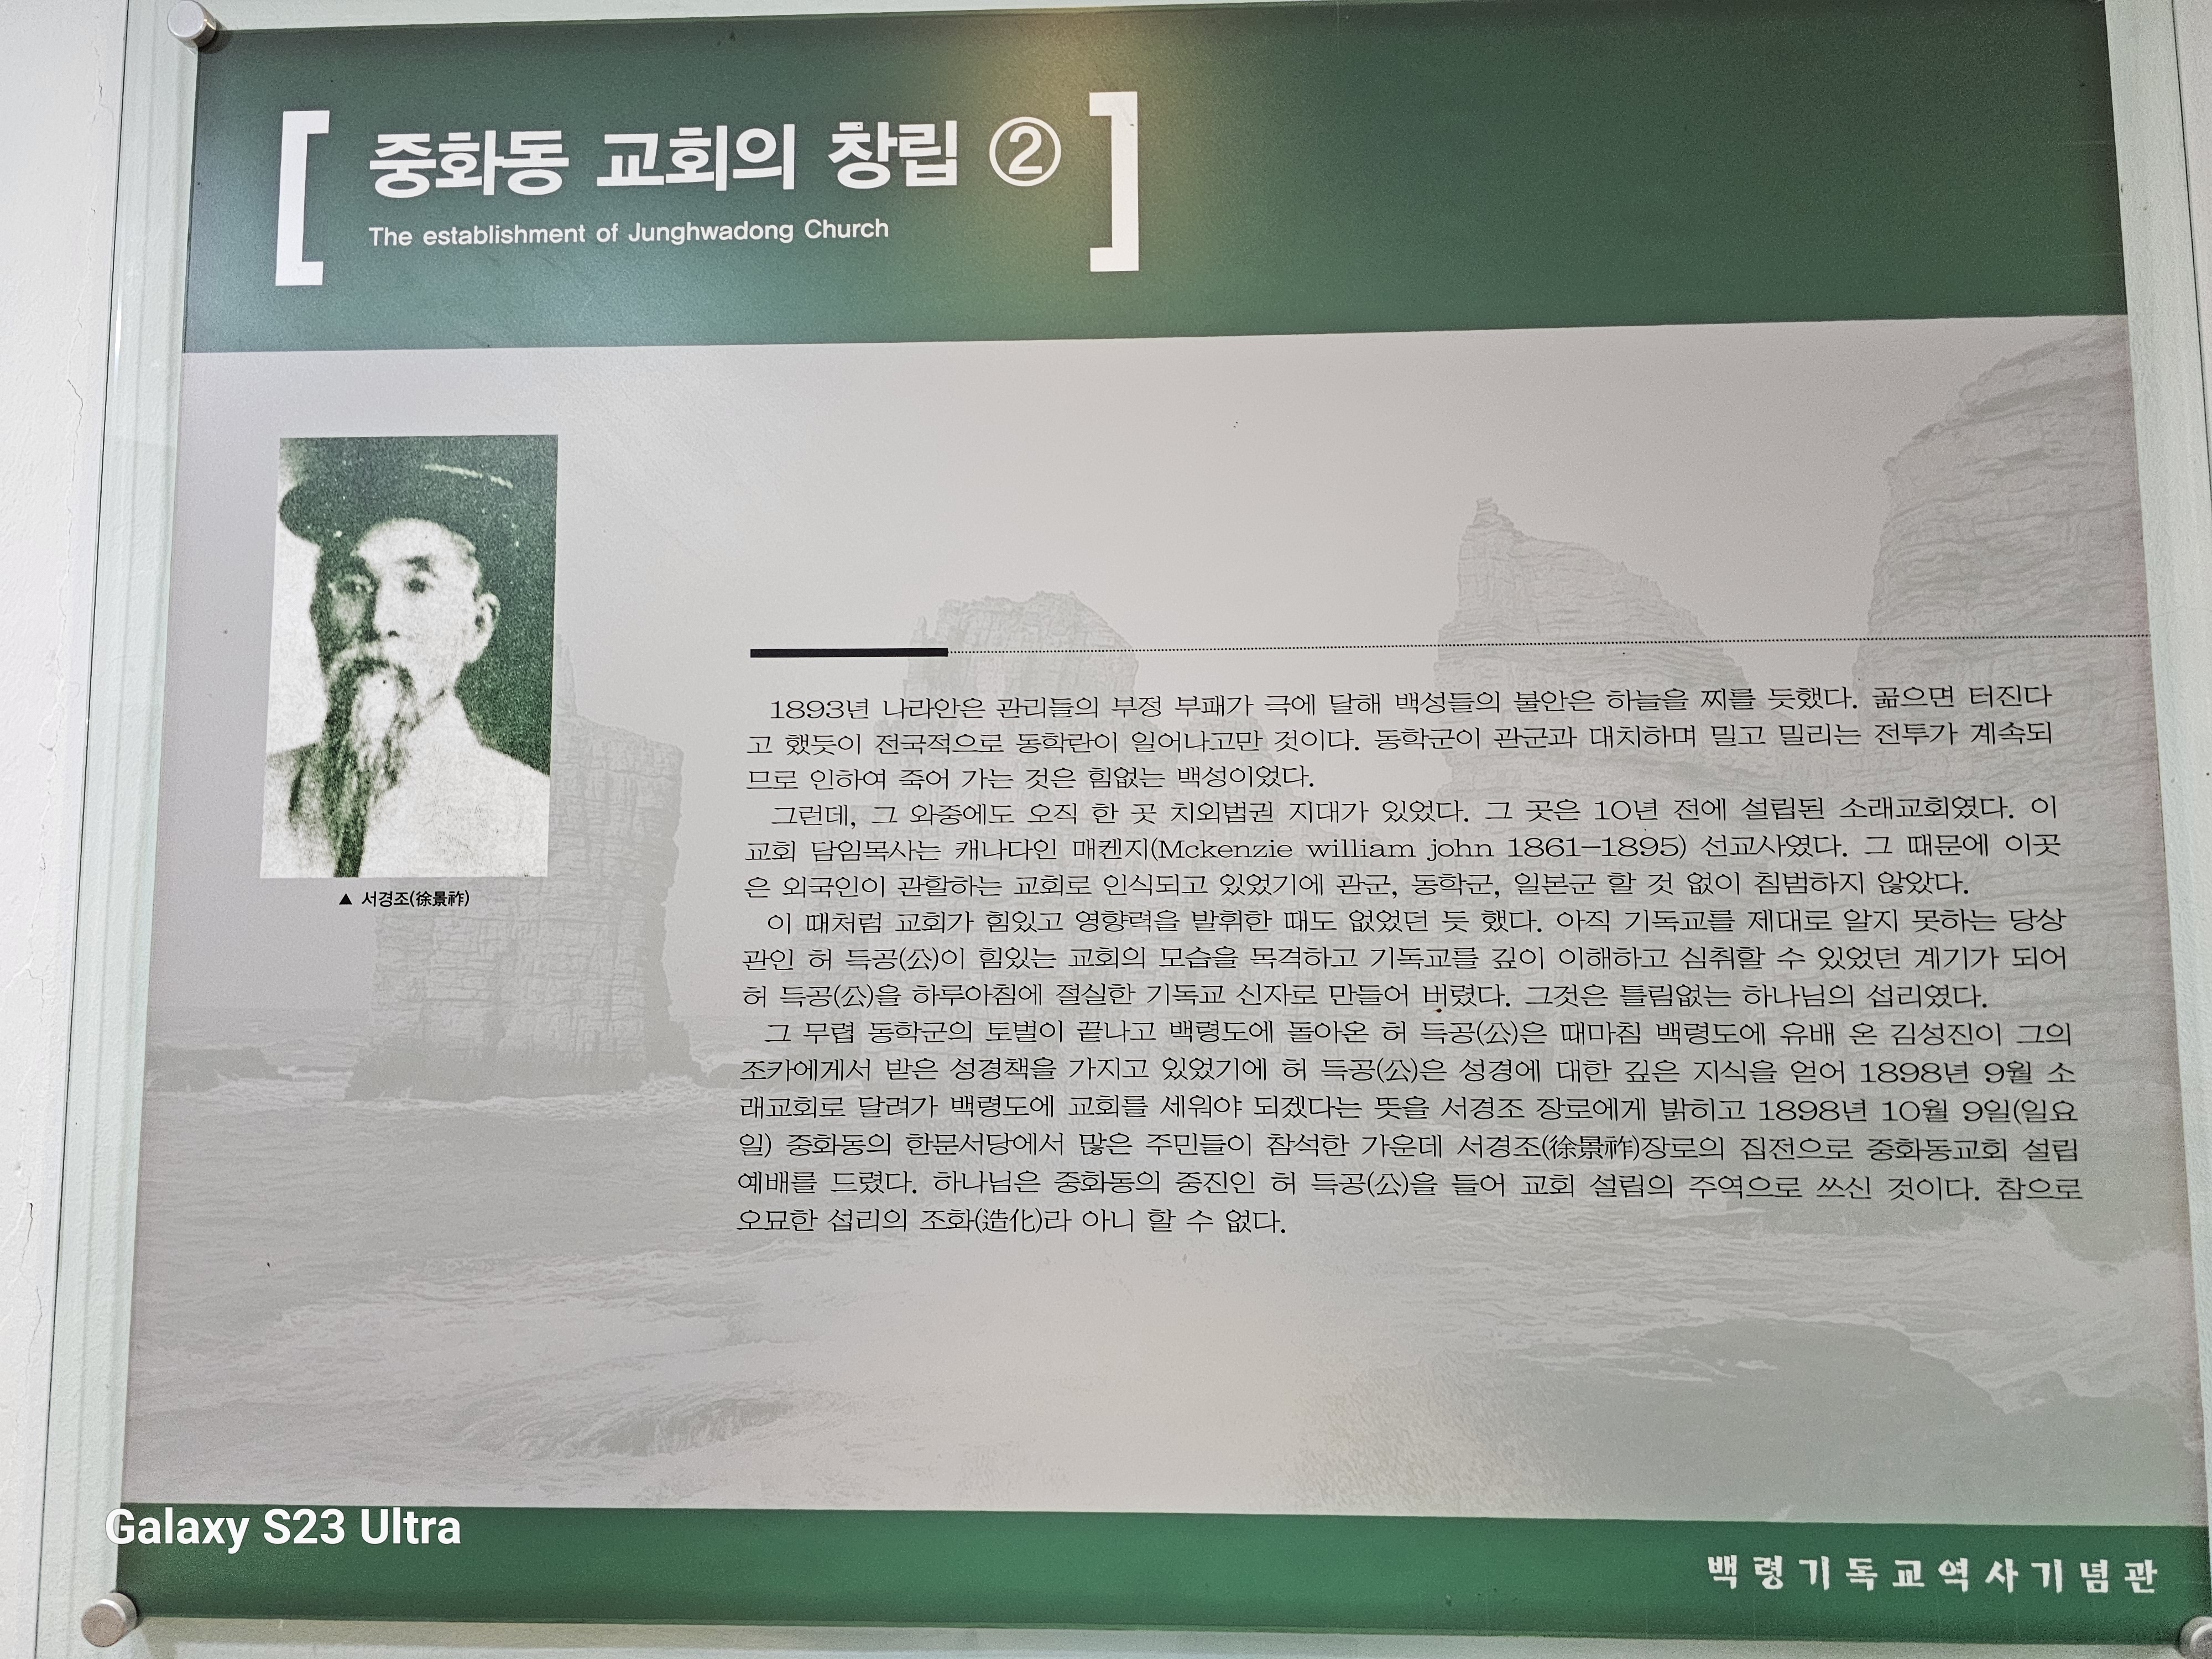 중화동 교회의 창립 ②
The establishment of Junghwadong Church
▲ 서경조(徐景祚)
1893년 나라안은 관리들의 부정 부패가 극에 달해 백성들의 불안은 하늘을 찌를 듯했다. 곪으면 터진다
고 했듯이 전국적으로 동학란이 일어나고만 것이다. 동학군이 관군과 대치하며 밀고 밀리는 전투가 계속되
므로 인하여 죽어 가는 것은 힘없는 백성이었다.
그런데, 그 와중에도 오직 한 곳 치외법권 지대가 있었다. 그 곳은 10년 전에 설립된 소래교회였다. 이
교회 담임목사는 캐나다인 매켄지(Mckenzie william john 1861-1895) 선교사였다. 그 때문에 이곳
은 외국인이 관할하는 교회로 인식되고 있었기에 관군, 동학군, 일본군 할 것 없이 침범하지 않았다.
이 때처럼 교회가 힘있고 영향력을 발휘한 때도 없었던 듯 했다. 아직 기독교를 제대로 알지 못하는 당상
관인 허 득공(公)이 힘있는 교회의 모습을 목격하고 기독교를 깊이 이해하고 심취할 수 있었던 계기가 되어
허 득공(公)을 하루아침에 절실한 기독교 신자로 만들어 버렸다. 그것은 틀림없는 하나님의 섭리였다.
그 무렵 동학군의 토벌이 끝나고 백령도에 돌아온 허 득공(公)은 때마침 백령도에 유배 온 김성진이 그의
조카에게서 받은 성경책을 가지고 있었기에 허 득공(公)은 성경에 대한 깊은 지식을 얻어 1898년 9월 소
래교회로 달려가 백령도에 교회를 세워야 되겠다는 뜻을 서경조 장로에게 밝히고 1898년 10월 9일(일요
일) 중화동의 한문서당에서 많은 주민들이 참석한 가운데 서경조(徐景祚)장로의 집전으로 중화동교회 설립
예배를 드렸다. 하나님은 중화동의 중진인 허 득공(公)을 들어 교회 설립의 주역으로 쓰신 것이다. 참으로
오묘한 섭리의 조화(造化)라 아니 할 수 없다.
Galaxy S23 Ultra
백령기독교역사기념관